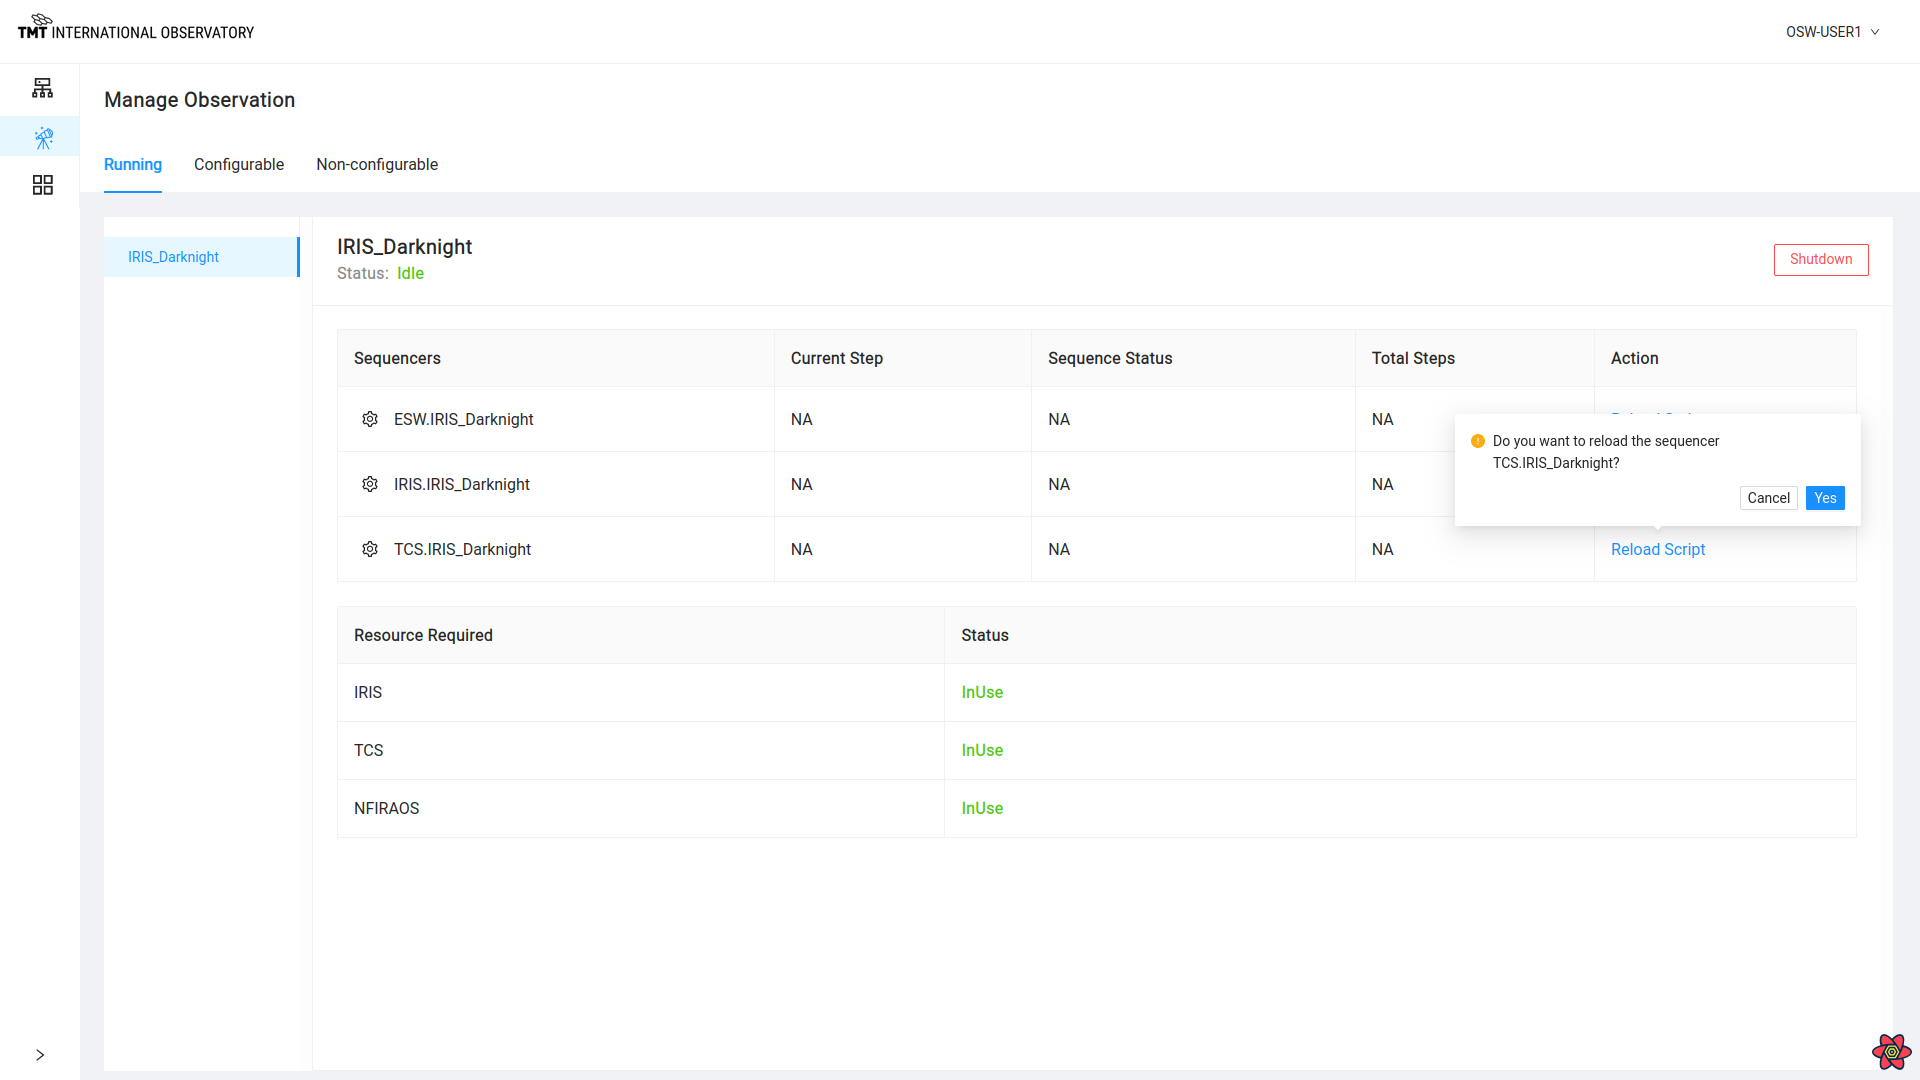 TMT INTERNATIONAL OBSERVATORY
OSW-USER1
Manage Observation
Running Configurable Non-configurable
IRIS_Darknight
IRIS_Darknight
Status: Idle
Shutdown
Sequencers Current Step Sequence Status Total Steps Action
ESW.IRIS_Darknight NA NA NA
Do you want to reload the sequencer
TCS.IRIS_Darknight?
Cancel Yes
IRIS.IRIS_Darknight NA NA NA
TCS.IRIS_Darknight NA NA NA Reload Script
Resource Required Status
IRIS InUse
TCS InUse
NFIRAOS InUse